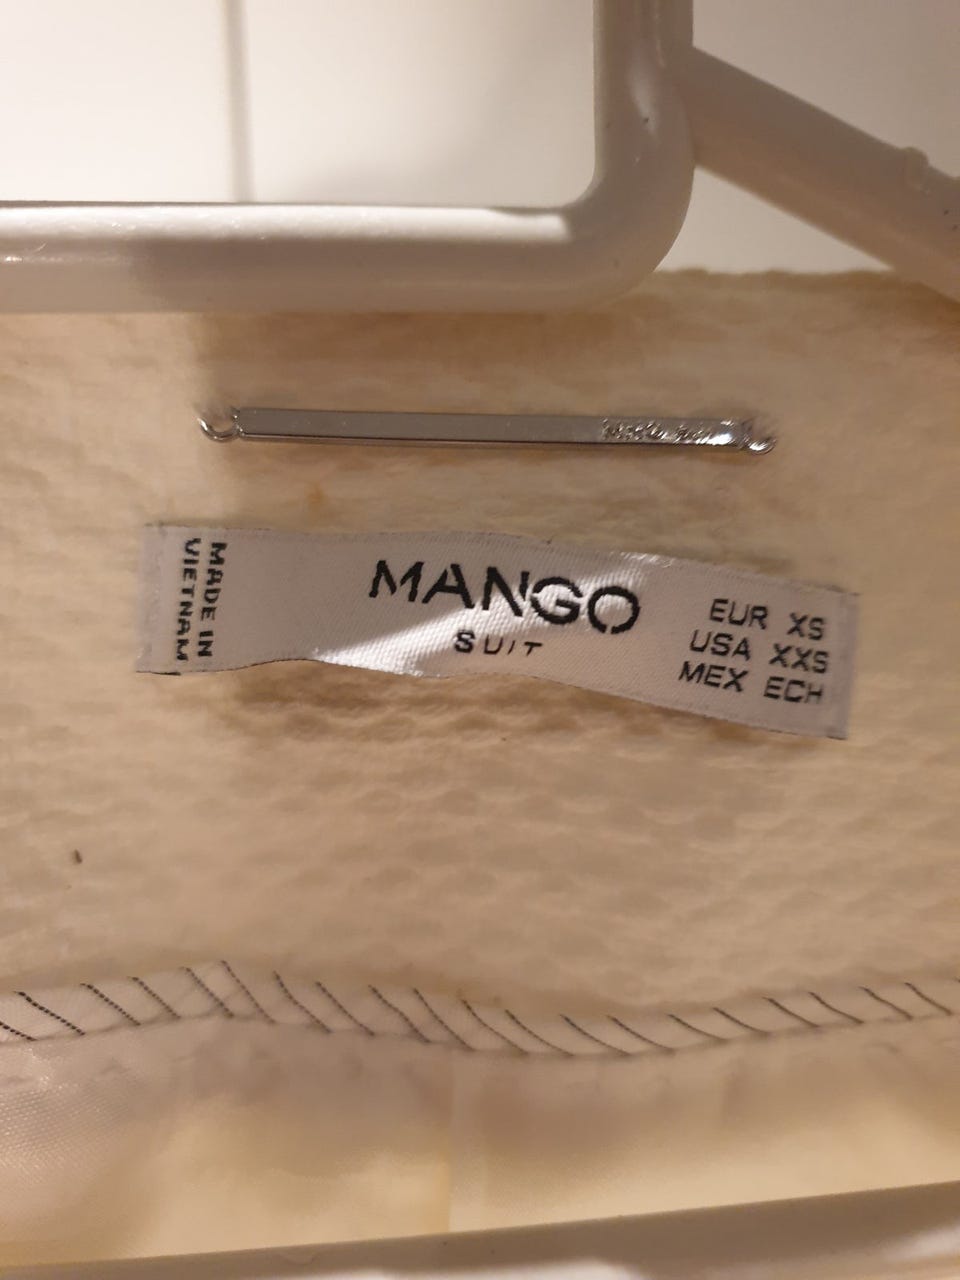 MADE IN
VIETNAM
MANGO
SUIT
EUR XS
USA XXS
MEX ECH